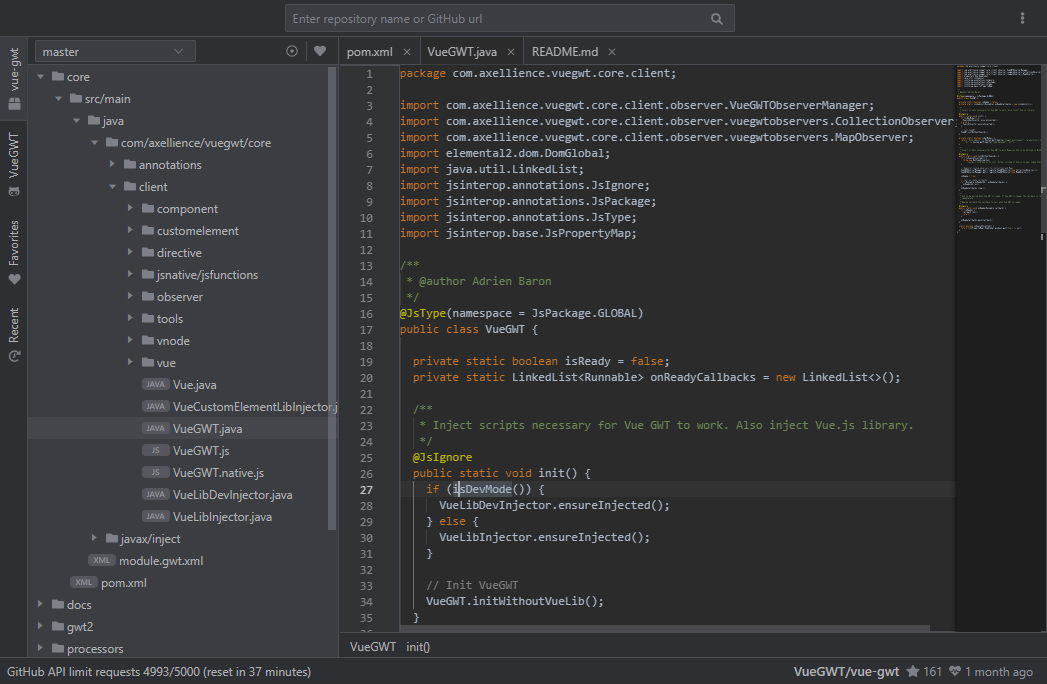 Enter repository name or GitHub url
vue-gwt
VueGWT
Favorites
Recent
master
core
src/main
java
com/axellience/vuegwt/core
annotations
client
component
customelement
directive
jsnative/jsfunctions
observer
tools
vnode
vue
JAVA Vue.java
JAVA VueCustomElementLibInjector.j
JAVA VueGWT.java
JS VueGWT.js
JS VueGWT.native.js
JAVA VueLibDevInjector.java
JAVA VueLibInjector.java
javax/inject
XML module.gwt.xml
XML pom.xml
docs
gwt2
processors
pom.xml × VueGWT.java × README.md ×
1 package com.axellience.vuegwt.core.client;
2
3 import com.axellience.vuegwt.core.client.observer.VueGWTObserverManager;
4 import com.axellience.vuegwt.core.client.observer.vuegwtobservers.CollectionObserver
5 import com.axellience.vuegwt.core.client.observer.vuegwtobservers.MapObserver;
6 import elemental2.dom.DomGlobal;
7 import java.util.LinkedList;
8 import jsinterop.annotations.JsIgnore;
9 import jsinterop.annotations.JsPackage;
10 import jsinterop.annotations.JsType;
11 import jsinterop.base.JsPropertyMap;
12
13 /**
14 * @author Adrien Baron
15 */
16 @JsType(namespace = JsPackage.GLOBAL)
17 public class VueGWT {
18
19 private static boolean isReady = false;
20 private static LinkedList<Runnable> onReadyCallbacks = new LinkedList<>();
21
22 /**
23 * Inject scripts necessary for Vue GWT to work. Also inject Vue.js library.
24 */
25 @JsIgnore
26 public static void init() {
27 if (isDevMode()) {
28 VueLibDevInjector.ensureInjected();
29 } else {
30 VueLibInjector.ensureInjected();
31 }
32
33 // Init VueGWT
34 VueGWT.initWithoutVueLib();
35 }
VueGWT init()
GitHub API limit requests 4993/5000 (reset in 37 minutes)
VueGWT/vue-gwt 161 1 month ago